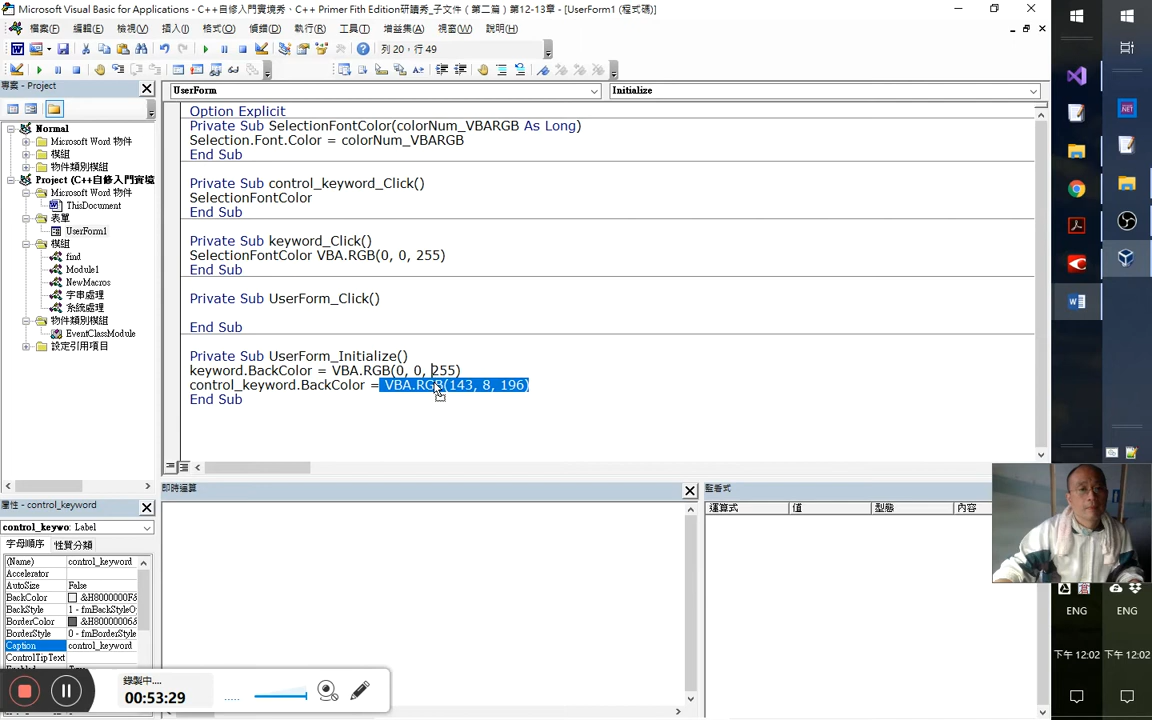 Microsoft Visual Basic for Applications - C++自修入門實境秀、C++ Primer Fith Edition研讀秀_子文件 ( 第二篇 ) 第12-13章 - [UserForm1 (程式碼)]
檔案(F) 編輯(E) 檢視(V) 插入(I) 格式(O) 偵錯(D) 執行(R) 工具(T) 增益集(A) 視窗(W) 說明(H)
列 20，行 49
專案 - Project
UserForm
Initialize
Normal
Microsoft Word 物件
模組
物件類別模組
Project (C++自修入門實境
Microsoft Word 物件
ThisDocument
表單
UserForm1
模組
find
Module1
NewMacros
字串處理
系統處理
物件類別模組
EventClassModule
設定引用項目
Option Explicit
Private Sub SelectionFontColor(colorNum_VBARGB As Long)
Selection.Font.Color = colorNum_VBARGB
End Sub
Private Sub control_keyword_Click()
SelectionFontColor
End Sub
Private Sub keyword_Click()
SelectionFontColor VBA.RGB(0, 0, 255)
End Sub
Private Sub UserForm_Click()
End Sub
Private Sub UserForm_Initialize()
keyword.BackColor = VBA.RGB(0, 0, 255)
control_keyword.BackColor = VBA.RGB(143, 8, 196)
End Sub
屬性 - control_keyword
control_keywo Label
字母順序 性質分類
(Name) control_keyword
Accelerator
AutoSize False
BackColor &H8000000F&
BackStyle 1 - fmBackStyleO
BorderColor &H80000006&
BorderStyle 0 - fmBorderStyle
Caption control_keyword
ControlTipText
即時運算
監看式
運算式 值 型態 內容
錄製中....
00:53:29
ENG
ENG
下午 12:02
下午 12:02